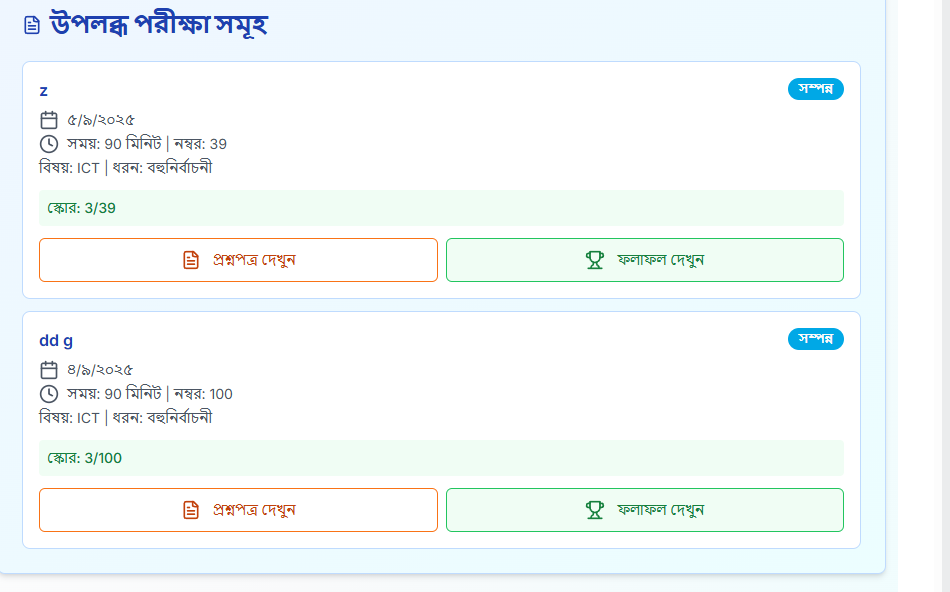 উপলব্ধ পরীক্ষা সমূহ
z
সম্পন্ন
৫/৯/২০২৫
সময়: 90 মিনিট | নম্বর: 39
বিষয়: ICT | ধরন: বহুনির্বাচনী
স্কোর: 3/39
প্রশ্নপত্র দেখুন
ফলাফল দেখুন
dd g
সম্পন্ন
৪/৯/২০২৫
সময়: 90 মিনিট | নম্বর: 100
বিষয়: ICT | ধরন: বহুনির্বাচনী
স্কোর: 3/100
প্রশ্নপত্র দেখুন
ফলাফল দেখুন